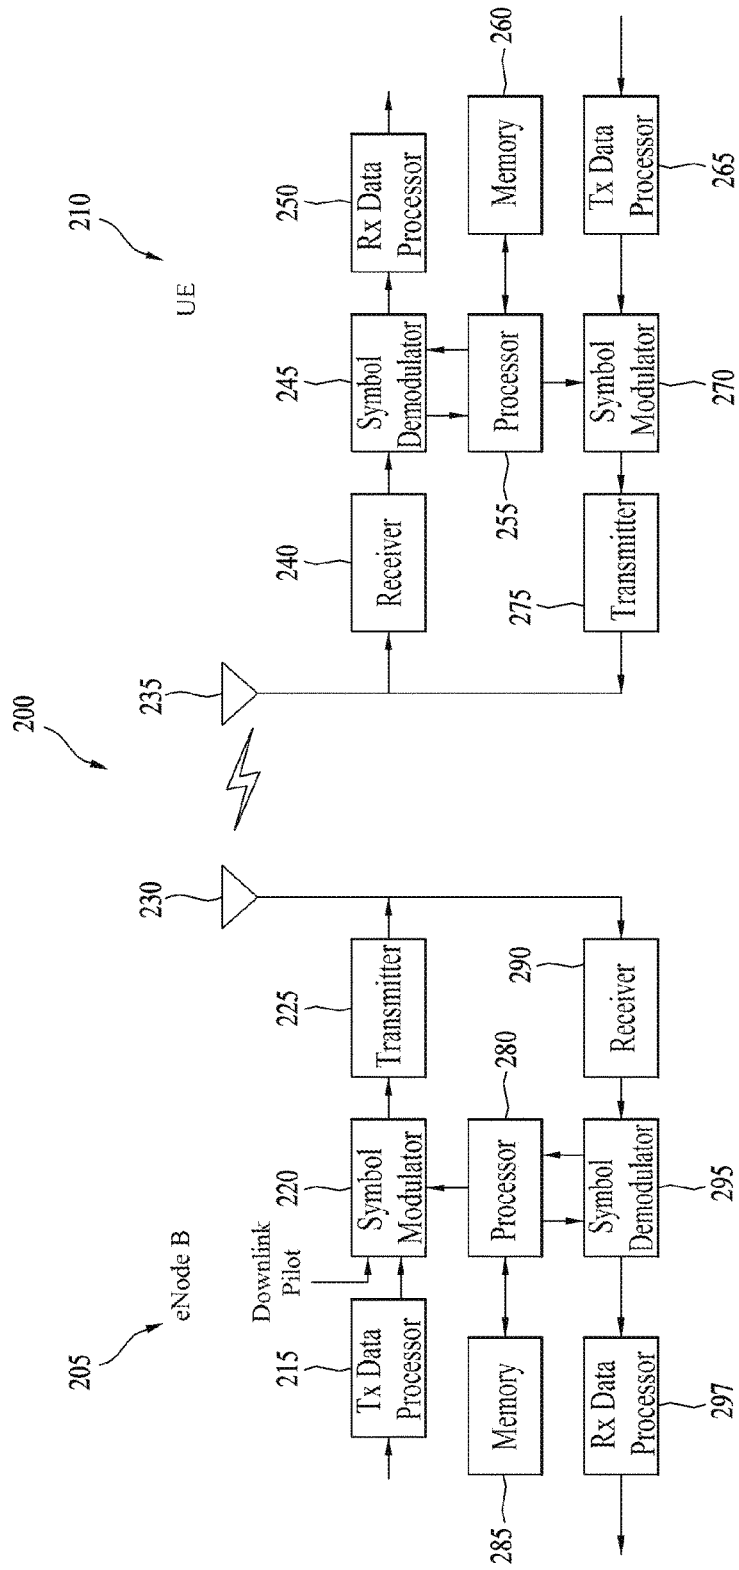 200
205
eNode B
210
UE
Downlink
Pilot
215
Tx Data
Processor
220
Symbol
Modulator
225
Transmitter
230
235
240
Receiver
245
Symbol
Demodulator
250
Rx Data
Processor
285
Memory
280
Processor
255
Processor
260
Memory
297
Rx Data
Processor
295
Symbol
Demodulator
290
Receiver
275
Transmitter
270
Symbol
Modulator
265
Tx Data
Processor